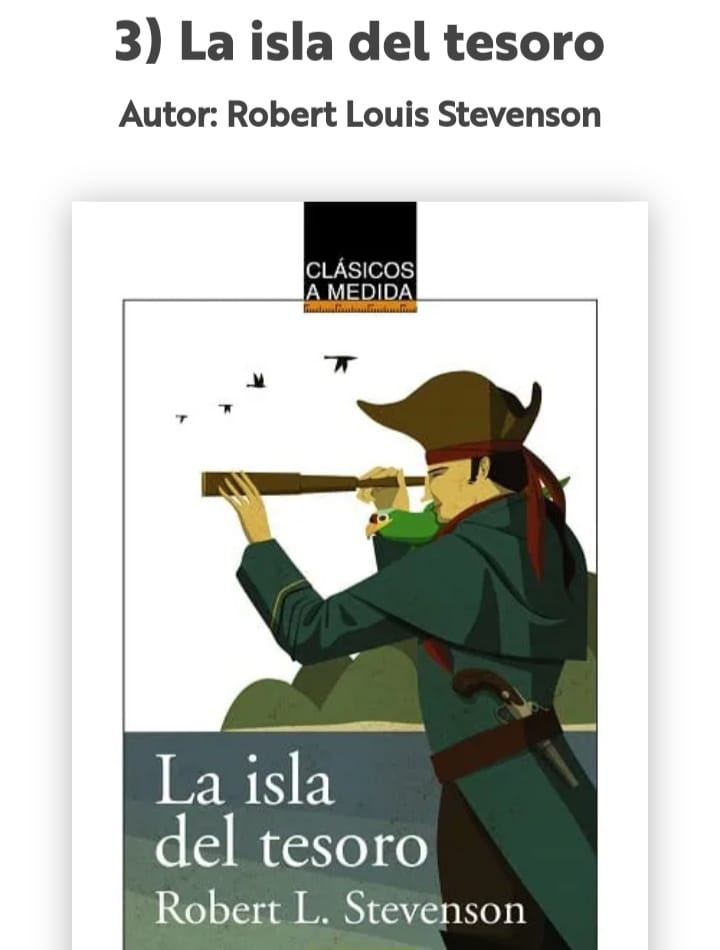 3) La isla del tesoro
Autor: Robert Louis Stevenson
CLÁSICOS
A MEDIDA
La isla
del tesoro
Robert L. Stevenson